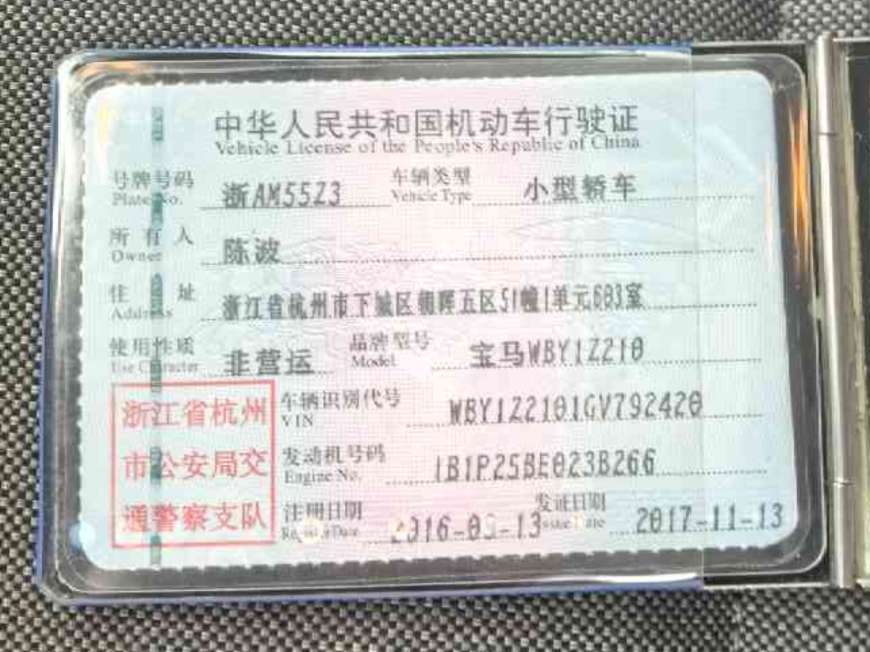 中华人民共和国机动车行驶证
Vehicle License of the People's Republic of China
号牌号码 浙AM55Z3 车辆类型 小型轿车
Plate No. Vehicle Type
所有人 陈波
Owner
住址 浙江省杭州市下城区朝晖五区51幢1单元603室
Address
使用性质 非营运 品牌型号 宝马WBY1Z210
Use Character Model
浙江省杭州 车辆识别代号 WBY1Z2101GV792420
VIN
市公安局交 发动机号码 1B1P25BE023B266
Engine No.
通警察支队 注册日期 发证日期 2017-11-13
Register Date Issue Date